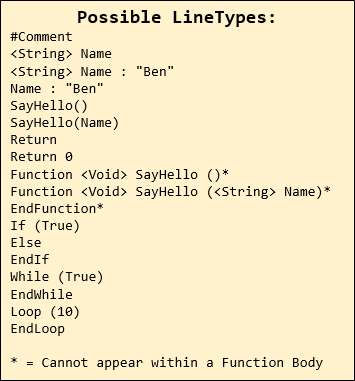 Possible LineTypes:
#Comment
<String> Name
<String> Name : "Ben"
Name : "Ben"
SayHello()
SayHello(Name)
Return
Return 0
Function <Void> SayHello ()*
Function <Void> SayHello (<String> Name)*
EndFunction*
If (True)
Else
EndIf
While (True)
EndWhile
Loop (10)
EndLoop
* = Cannot appear within a Function Body